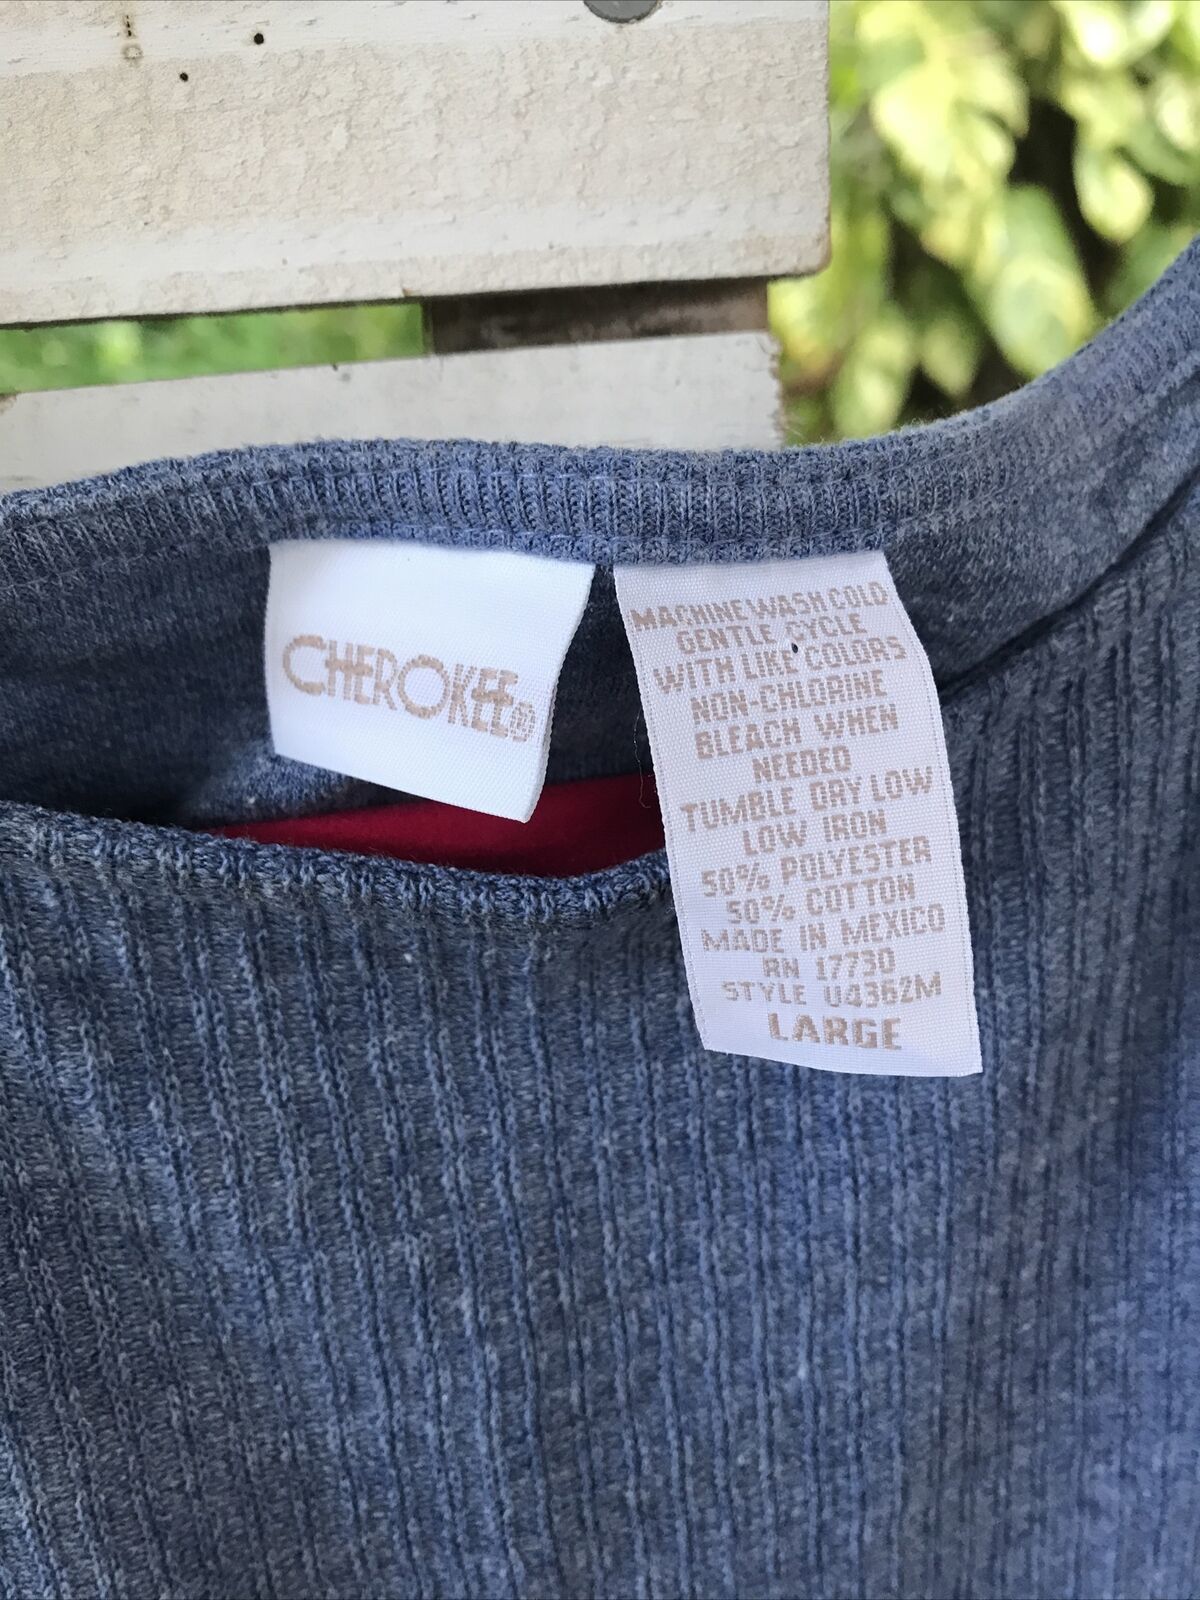 CHEROKEE®
MACHINE WASH COLD
GENTLE CYCLE
WITH LIKE COLORS
NON-CHLORINE
BLEACH WHEN
NEEDED
TUMBLE DRY LOW
LOW IRON
50% POLYESTER
50% COTTON
MADE IN MEXICO
RN 17730
STYLE U4362M
LARGE